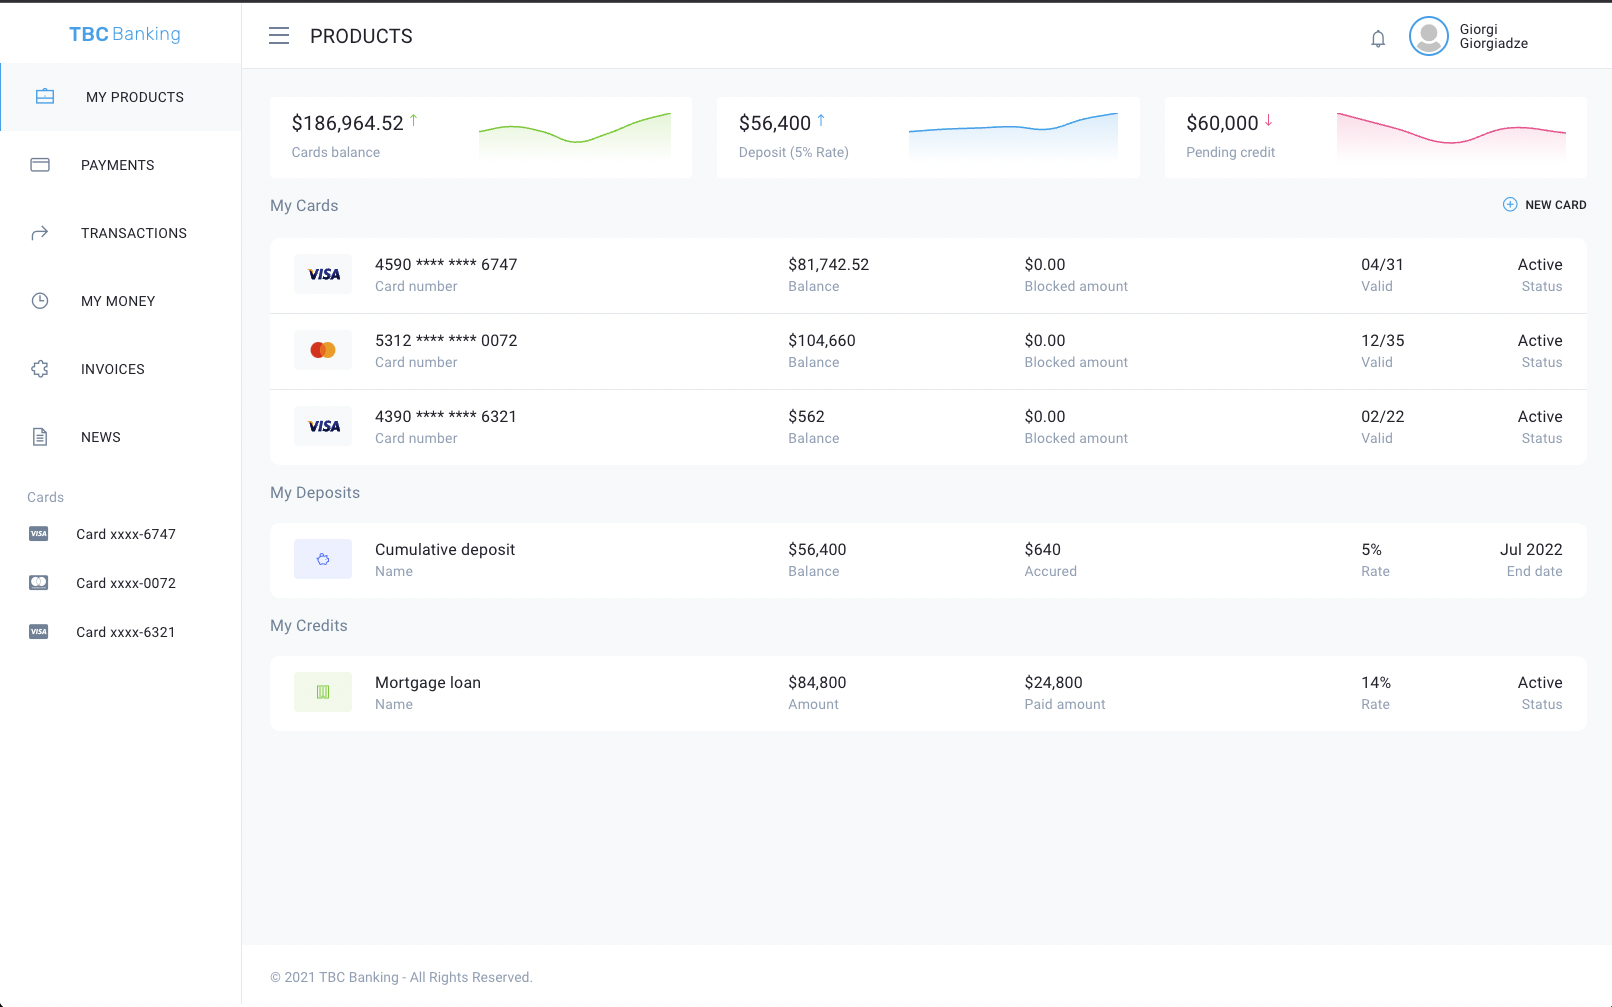 TBC Banking
PRODUCTS
Giorgi
Giorgiadze
MY PRODUCTS
PAYMENTS
TRANSACTIONS
MY MONEY
INVOICES
NEWS
Cards
VISA Card xxxx-6747
Card xxxx-0072
VISA Card xxxx-6321
$186,964.52 ↑
Cards balance
$56,400 ↑
Deposit (5% Rate)
$60,000 ↓
Pending credit
My Cards
NEW CARD
VISA
4590 **** **** 6747 $81,742.52 $0.00 04/31 Active
Card number Balance Blocked amount Valid Status
5312 **** **** 0072 $104,660 $0.00 12/35 Active
Card number Balance Blocked amount Valid Status
VISA
4390 **** **** 6321 $562 $0.00 02/22 Active
Card number Balance Blocked amount Valid Status
My Deposits
Cumulative deposit $56,400 $640 5% Jul 2022
Name Balance Accured Rate End date
My Credits
Mortgage loan $84,800 $24,800 14% Active
Name Amount Paid amount Rate Status
© 2021 TBC Banking - All Rights Reserved.